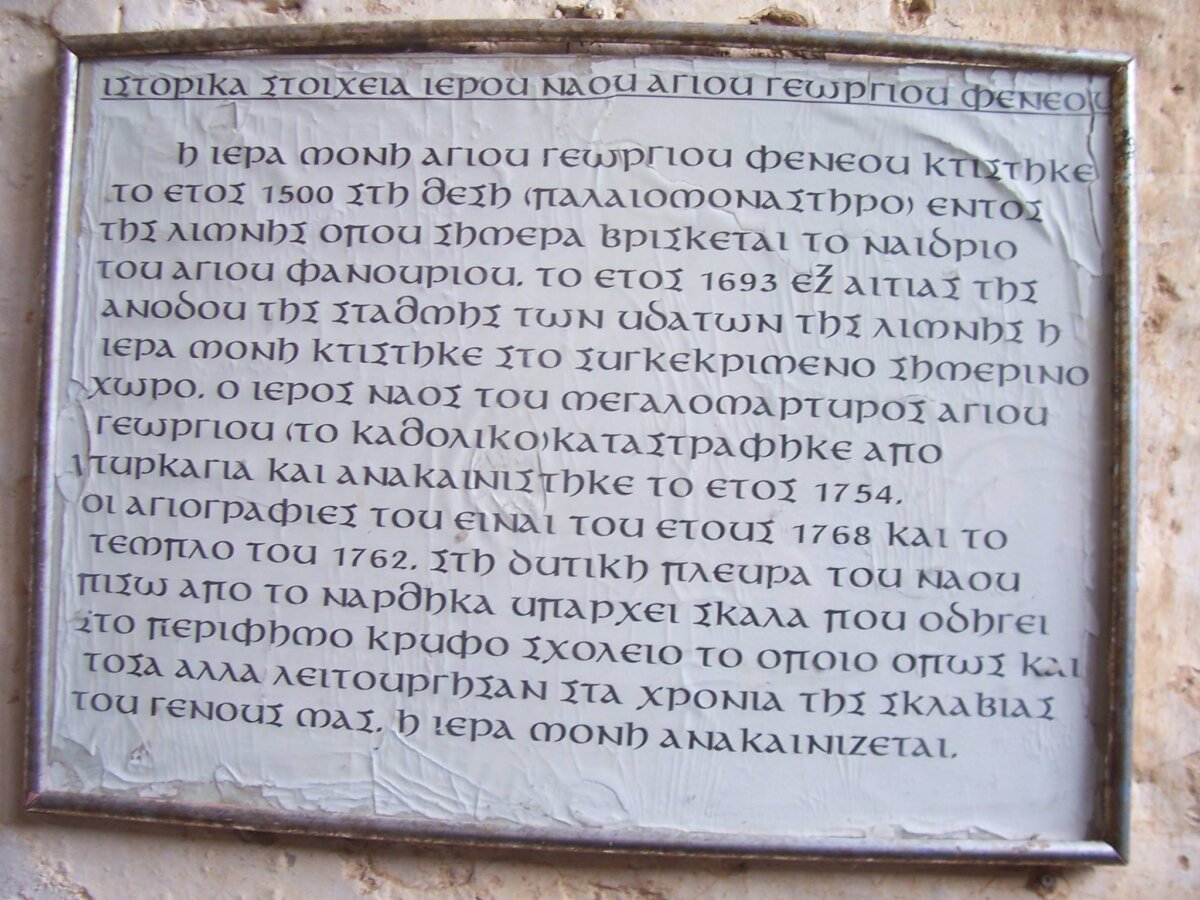 ΙΣΤΟΡΙΚΑ ΣΤΟΙΧΕΙΑ ΙΕΡΟΥ ΝΑΟΥ ΑΓΙΟΥ ΓΕΩΡΓΙΟΥ ΦΕΝΕΟΥ
Η ΙΕΡΑ ΜΟΝΗ ΑΓΙΟΥ ΓΕΩΡΓΙΟΥ ΦΕΝΕΟΥ ΚΤΙΣΤΗΚΕ
ΤΟ ΕΤΟΣ 1500 ΣΤΗ ΘΕΣΗ (ΠΑΛΑΙΟΜΟΝΑΣΤΗΡΟ) ΕΝΤΟΣ
ΤΗΣ ΛΙΜΝΗΣ ΟΠΟΥ ΣΗΜΕΡΑ ΒΡΙΣΚΕΤΑΙ ΤΟ ΝΑΙΔΡΙΟ
ΤΟΥ ΑΓΙΟΥ ΦΑΝΟΥΡΙΟΥ. ΤΟ ΕΤΟΣ 1693 ΕΞ ΑΙΤΙΑΣ ΤΗΣ
ΑΝΟΔΟΥ ΤΗΣ ΣΤΑΘΜΗΣ ΤΩΝ ΥΔΑΤΩΝ ΤΗΣ ΛΙΜΝΗΣ Η
ΙΕΡΑ ΜΟΝΗ ΚΤΙΣΤΗΚΕ ΣΤΟ ΣΥΓΚΕΚΡΙΜΕΝΟ ΣΗΜΕΡΙΝΟ
ΧΩΡΟ. Ο ΙΕΡΟΣ ΝΑΟΣ ΤΟΥ ΜΕΓΑΛΟΜΑΡΤΥΡΟΣ ΑΓΙΟΥ
ΓΕΩΡΓΙΟΥ (ΤΟ ΚΑΘΟΛΙΚΟ)ΚΑΤΑΣΤΡΑΦΗΚΕ ΑΠΟ
ΠΥΡΚΑΓΙΑ ΚΑΙ ΑΝΑΚΑΙΝΙΣΤΗΚΕ ΤΟ ΕΤΟΣ 1754.
ΟΙ ΑΓΙΟΓΡΑΦΙΕΣ ΤΟΥ ΕΙΝΑΙ ΤΟΥ ΕΤΟΥΣ 1768 ΚΑΙ ΤΟ
ΤΕΜΠΛΟ ΤΟΥ 1762. ΣΤΗ ΔΥΤΙΚΗ ΠΛΕΥΡΑ ΤΟΥ ΝΑΟΥ
ΠΙΣΩ ΑΠΟ ΤΟ ΝΑΡΘΗΚΑ ΥΠΑΡΧΕΙ ΣΚΑΛΑ ΠΟΥ ΟΔΗΓΕΙ
ΣΤΟ ΠΕΡΙΦΗΜΟ ΚΡΥΦΟ ΣΧΟΛΕΙΟ ΤΟ ΟΠΟΙΟ ΟΠΩΣ ΚΑΙ
ΤΟΣΑ ΑΛΛΑ ΛΕΙΤΟΥΡΓΗΣΑΝ ΣΤΑ ΧΡΟΝΙΑ ΤΗΣ ΣΚΛΑΒΙΑΣ
ΤΟΥ ΓΕΝΟΥΣ ΜΑΣ. Η ΙΕΡΑ ΜΟΝΗ ΑΝΑΚΑΙΝΙΖΕΤΑΙ.